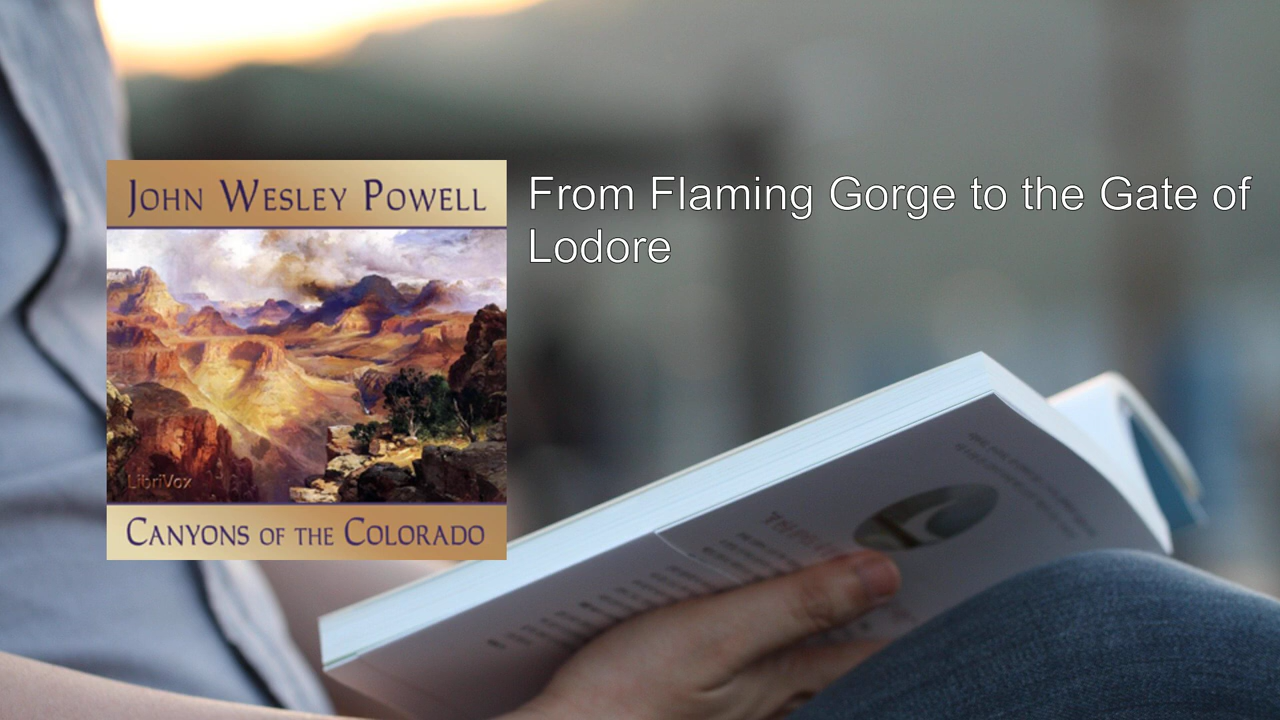 John Wesley Powell
From Flaming Gorge to the Gate of
Lodore
LibriVox
Canyons of the Colorado